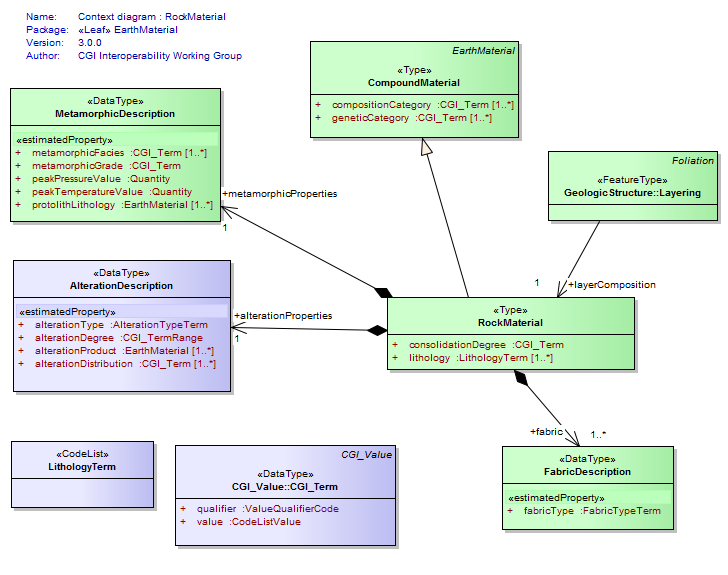 Name: Context diagram : RockMaterial
Package: «Leaf» EarthMaterial
Version: 3.0.0
Author: CGI Interoperability Working Group
EarthMaterial
«Type»
CompoundMaterial
+ compositionCategory :CGI_Term [1..*]
+ geneticCategory :CGI_Term [1..*]
«DataType»
MetamorphicDescription
«estimatedProperty»
+ metamorphicFacies :CGI_Term [1..*]
+ metamorphicGrade :CGI_Term
+ peakPressureValue :Quantity
+ peakTemperatureValue :Quantity
+ protolithLithology :EarthMaterial [1..*]
+metamorphicProperties
1
Foliation
«FeatureType»
GeologicStructure::Layering
1
+layerComposition
«DataType»
AlterationDescription
«estimatedProperty»
+ alterationType :AlterationTypeTerm
+ alterationDegree :CGI_TermRange
+ alterationProduct :EarthMaterial [1..*]
+ alterationDistribution :CGI_Term [1..*]
+alterationProperties
1
«Type»
RockMaterial
+ consolidationDegree :CGI_Term
+ lithology :LithologyTerm [1..*]
+fabric
1..*
«CodeList»
LithologyTerm
CGI_Value
«DataType»
CGI_Value::CGI_Term
+ qualifier :ValueQualifierCode
+ value :CodeListValue
«DataType»
FabricDescription
«estimatedProperty»
+ fabricType :FabricTypeTerm